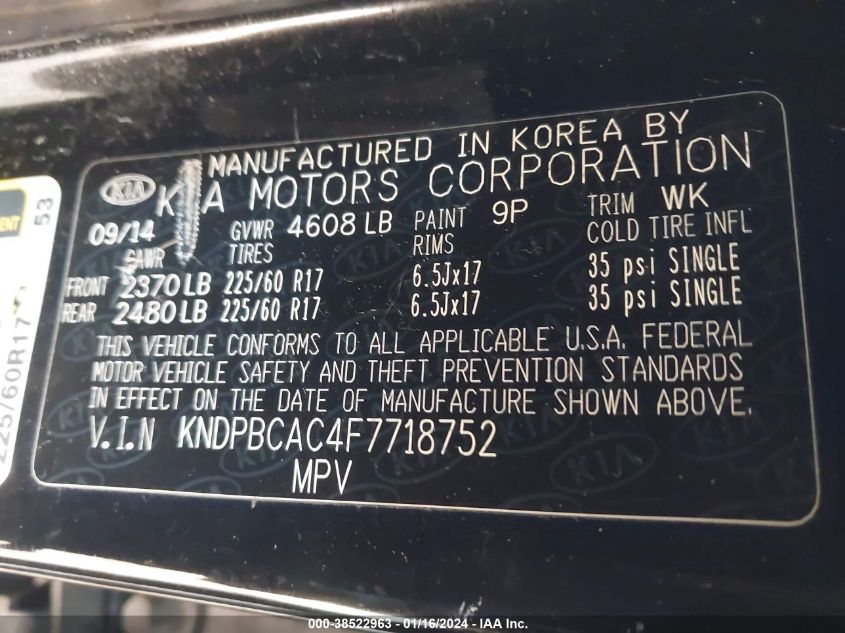 MANUFACTURED IN KOREA BY
KIA K A MOTORS CORPORATION
09/14 GVWR 4608 LB PAINT 9P TRIM WK
GAWR TIRES RIMS COLD TIRE INFL
FRONT 2370 LB 225/60 R17 6.5Jx17 35 psi SINGLE
REAR 2480 LB 225/60 R17 6.5Jx17 35 psi SINGLE
THIS VEHICLE CONFORMS TO ALL APPLICABLE U.S.A. FEDERAL
MOTOR VEHICLE SAFETY AND THEFT PREVENTION STANDARDS
IN EFFECT ON THE DATE OF MANUFACTURE SHOWN ABOVE.
V.I.N KNDPBCAC4F7718752
MPV
53
225/60R17
000-38522963 - 01/16/2024 - IAA Inc.